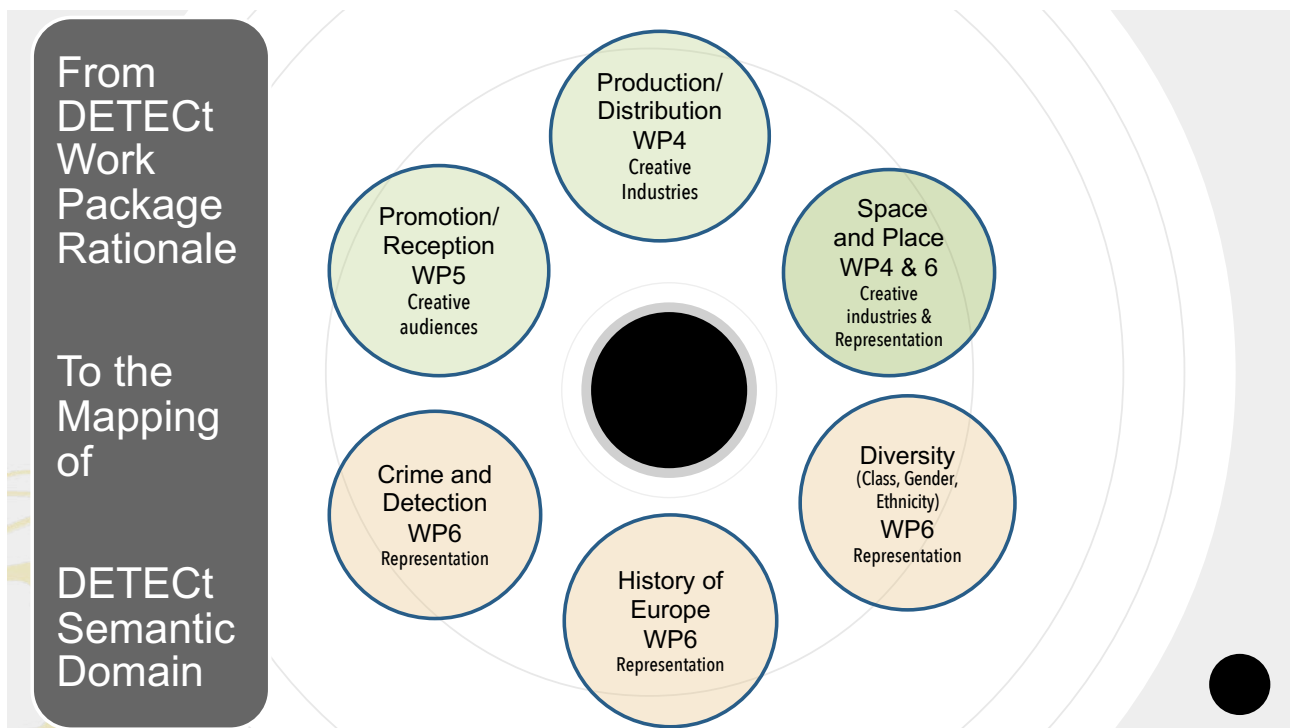 From
DETECt
Work
Package
Rationale
To the
Mapping
of
DETECt
Semantic
Domain
Production/
Distribution
WP4
Creative
Industries
Promotion/
Reception
WP5
Creative
audiences
Space
and Place
WP4 & 6
Creative
industries &
Representation
Crime and
Detection
WP6
Representation
Diversity
(Class, Gender,
Ethnicity)
WP6
Representation
History of
Europe
WP6
Representation